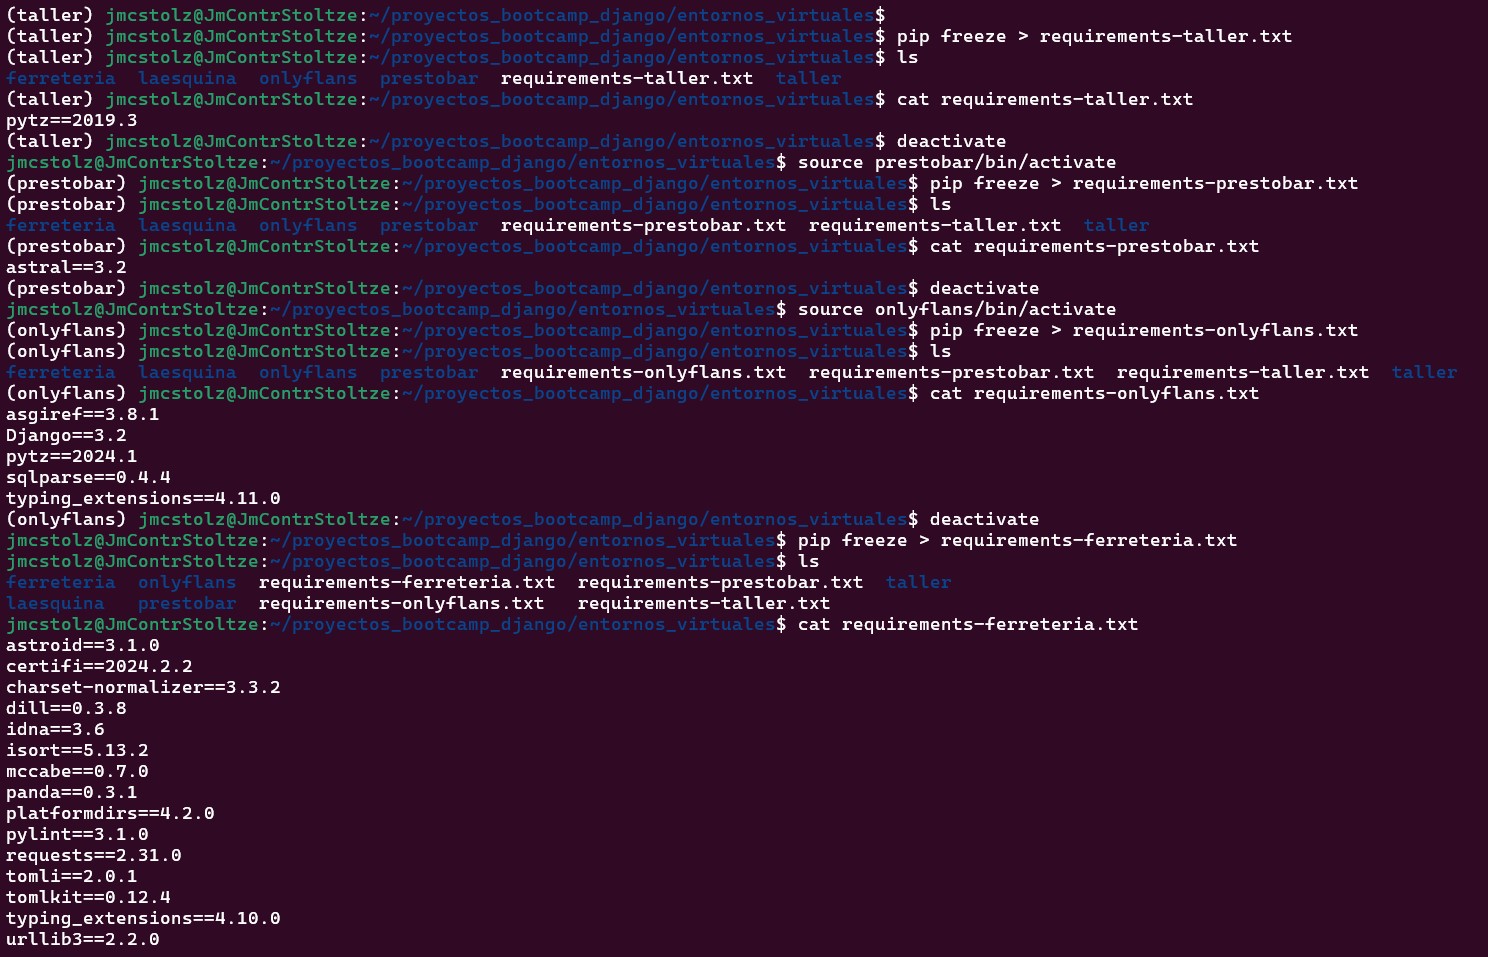 (taller) jmcstolz@JmContrStoltze:~/proyectos_bootcamp_django/entornos_virtuales$
(taller) jmcstolz@JmContrStoltze:~/proyectos_bootcamp_django/entornos_virtuales$ pip freeze > requirements-taller.txt
(taller) jmcstolz@JmContrStoltze:~/proyectos_bootcamp_django/entornos_virtuales$ ls
ferreteria  laesquina  onlyflans  prestobar  requirements-taller.txt  taller
(taller) jmcstolz@JmContrStoltze:~/proyectos_bootcamp_django/entornos_virtuales$ cat requirements-taller.txt
pytz==2019.3
(taller) jmcstolz@JmContrStoltze:~/proyectos_bootcamp_django/entornos_virtuales$ deactivate
jmcstolz@JmContrStoltze:~/proyectos_bootcamp_django/entornos_virtuales$ source prestobar/bin/activate
(prestobar) jmcstolz@JmContrStoltze:~/proyectos_bootcamp_django/entornos_virtuales$ pip freeze > requirements-prestobar.txt
(prestobar) jmcstolz@JmContrStoltze:~/proyectos_bootcamp_django/entornos_virtuales$ ls
ferreteria  laesquina  onlyflans  prestobar  requirements-prestobar.txt  requirements-taller.txt  taller
(prestobar) jmcstolz@JmContrStoltze:~/proyectos_bootcamp_django/entornos_virtuales$ cat requirements-prestobar.txt
astral==3.2
(prestobar) jmcstolz@JmContrStoltze:~/proyectos_bootcamp_django/entornos_virtuales$ deactivate
jmcstolz@JmContrStoltze:~/proyectos_bootcamp_django/entornos_virtuales$ source onlyflans/bin/activate
(onlyflans) jmcstolz@JmContrStoltze:~/proyectos_bootcamp_django/entornos_virtuales$ pip freeze > requirements-onlyflans.txt
(onlyflans) jmcstolz@JmContrStoltze:~/proyectos_bootcamp_django/entornos_virtuales$ ls
ferreteria  laesquina  onlyflans  prestobar  requirements-onlyflans.txt  requirements-prestobar.txt  requirements-taller.txt  taller
(onlyflans) jmcstolz@JmContrStoltze:~/proyectos_bootcamp_django/entornos_virtuales$ cat requirements-onlyflans.txt
asgiref==3.8.1
Django==3.2
pytz==2024.1
sqlparse==0.4.4
typing_extensions==4.11.0
(onlyflans) jmcstolz@JmContrStoltze:~/proyectos_bootcamp_django/entornos_virtuales$ deactivate
jmcstolz@JmContrStoltze:~/proyectos_bootcamp_django/entornos_virtuales$ pip freeze > requirements-ferreteria.txt
jmcstolz@JmContrStoltze:~/proyectos_bootcamp_django/entornos_virtuales$ ls
ferreteria  onlyflans  requirements-ferreteria.txt  requirements-prestobar.txt  taller
laesquina   prestobar  requirements-onlyflans.txt   requirements-taller.txt
jmcstolz@JmContrStoltze:~/proyectos_bootcamp_django/entornos_virtuales$ cat requirements-ferreteria.txt
astroid==3.1.0
certifi==2024.2.2
charset-normalizer==3.3.2
dill==0.3.8
idna==3.6
isort==5.13.2
mccabe==0.7.0
panda==0.3.1
platformdirs==4.2.0
pylint==3.1.0
requests==2.31.0
tomli==2.0.1
tomlkit==0.12.4
typing_extensions==4.10.0
urllib3==2.2.0